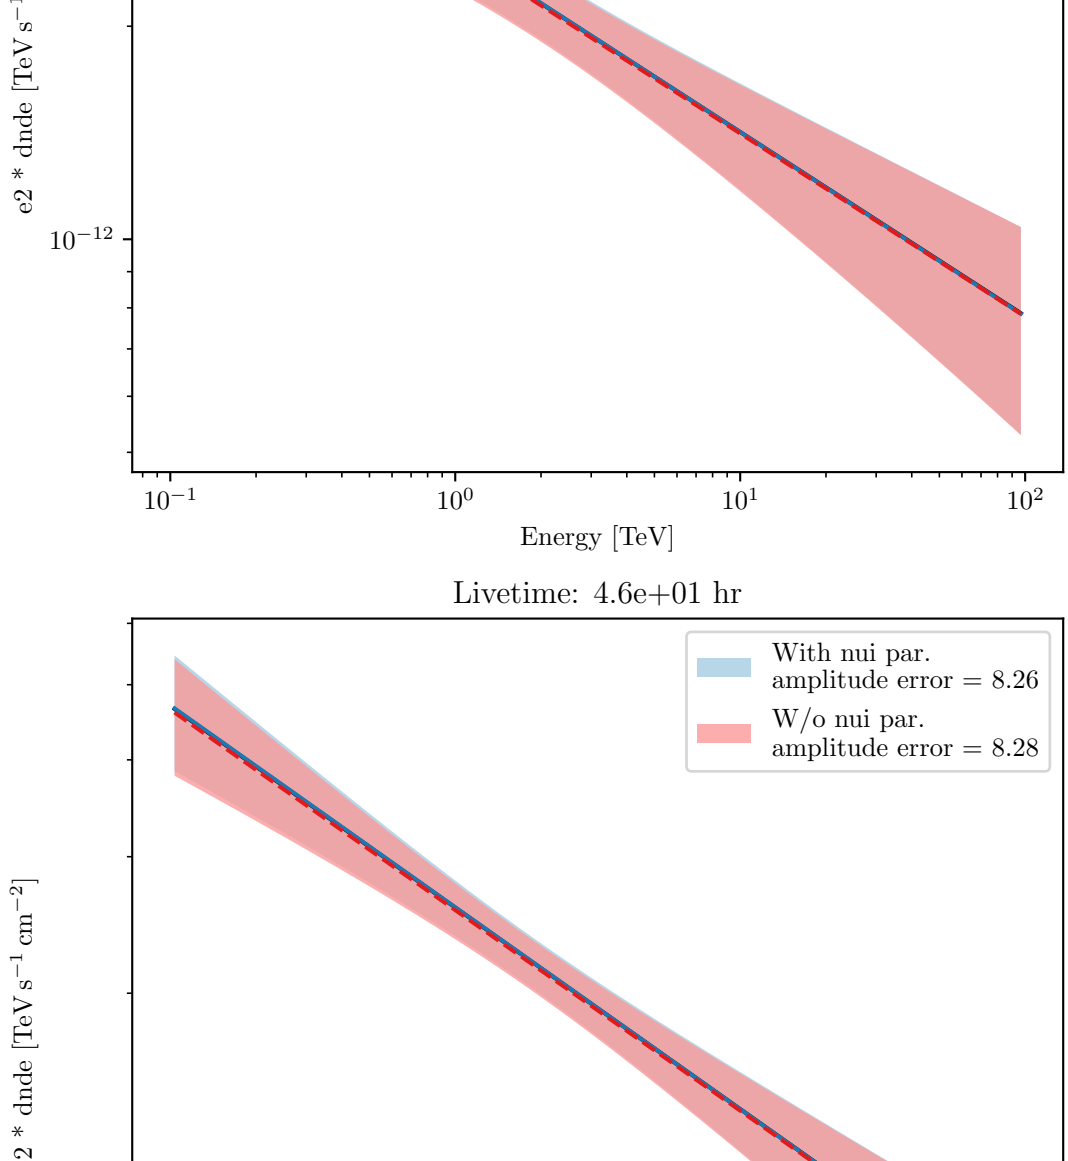 e2 * dnde [TeV s⁻¹
10⁻¹²
10⁻¹ 10⁰ 10¹ 10²
Energy [TeV]
Livetime: 4.6e+01 hr
With nui par.
amplitude error = 8.26
W/o nui par.
amplitude error = 8.28
2 * dnde [TeV s⁻¹ cm⁻²]